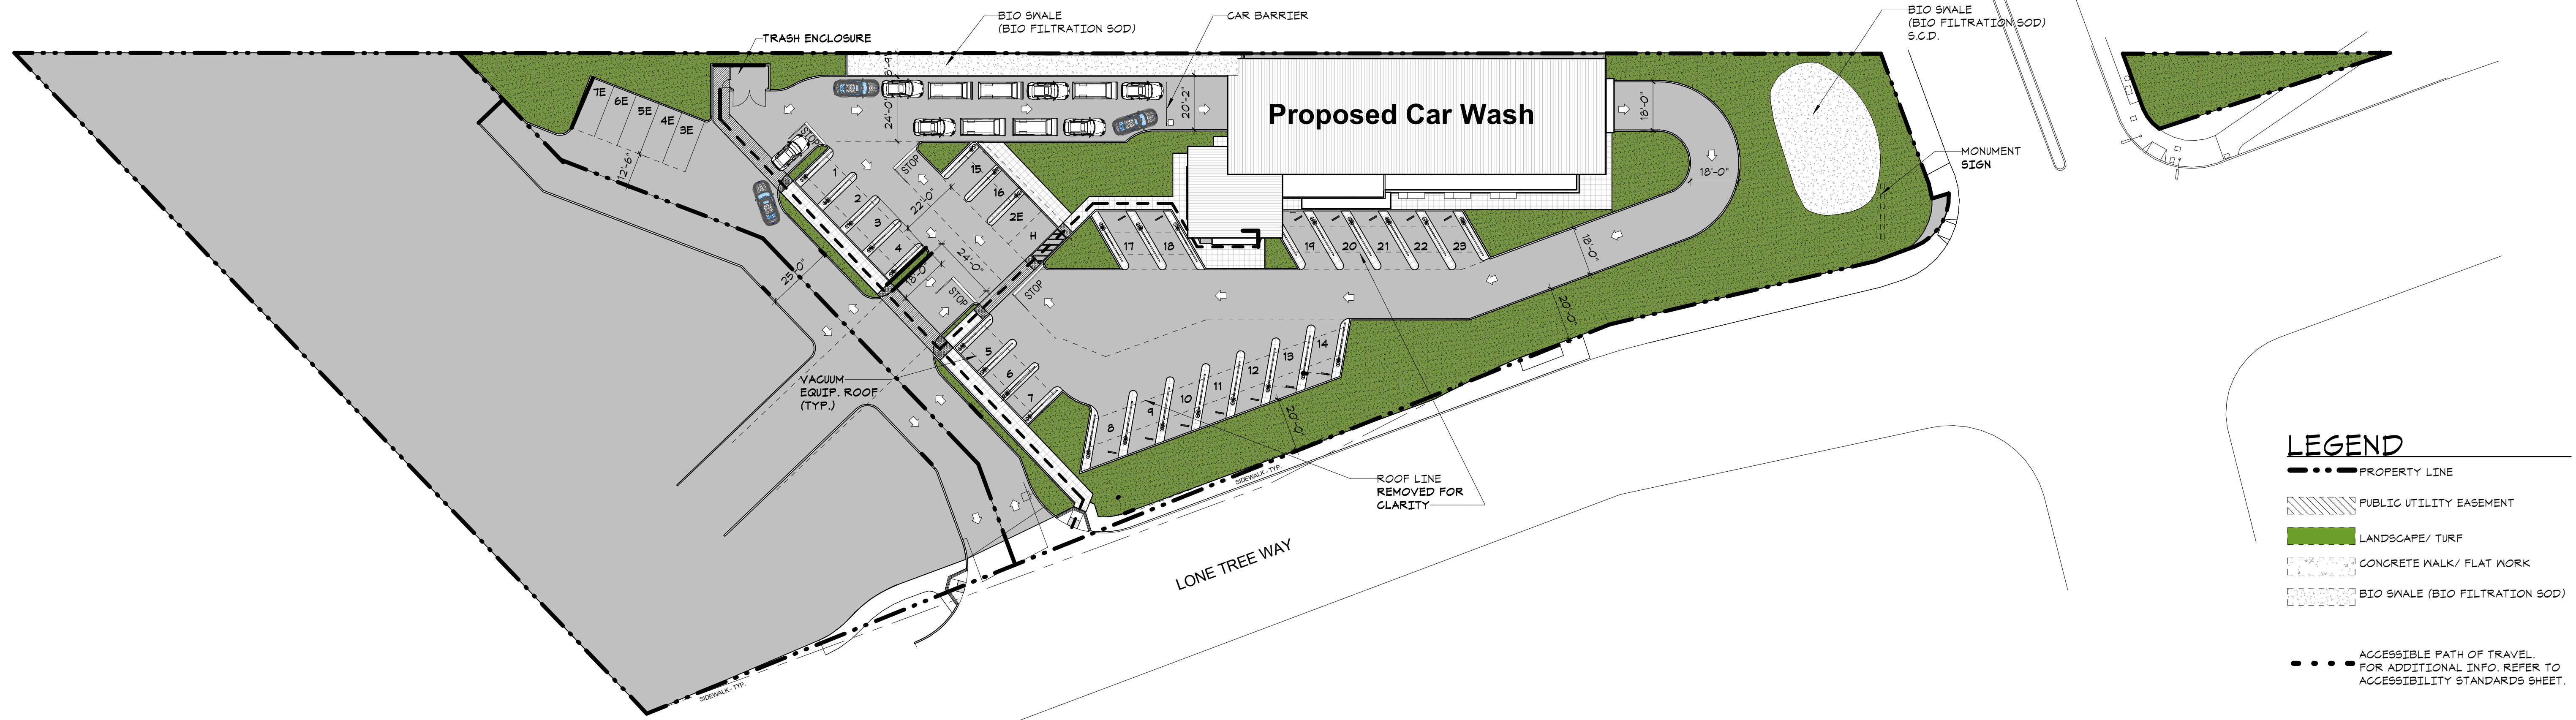 BIO SWALE
(BIO FILTRATION SOD)
CAR BARRIER
BIO SWALE
(BIO FILTRATION SOD)
S.C.D.
TRASH ENCLOSURE
7E
6E
5E
4E
3E
12'-6"
24'-0"
20'-2"
Proposed Car Wash
18'-0"
18'-0"
MONUMENT
SIGN
STOP
STOP
1
2
3
4
15
16
2E
H
22'-0"
24'-0"
17
18
19
20
21
22
23
18'-0"
25'-0"
STOP
STOP
20'-0"
5
6
7
8
9
10
11
12
13
14
20'-0"
VACUUM
EQUIP. ROOF
(TYP.)
ROOF LINE
REMOVED FOR
CLARITY
SIDEWALK - TYP.
LONE TREE WAY
SIDEWALK - TYP.
LEGEND
PROPERTY LINE
PUBLIC UTILITY EASEMENT
LANDSCAPE/ TURF
CONCRETE WALK/ FLAT WORK
BIO SWALE (BIO FILTRATION SOD)
ACCESSIBLE PATH OF TRAVEL.
FOR ADDITIONAL INFO. REFER TO
ACCESSIBILITY STANDARDS SHEET.